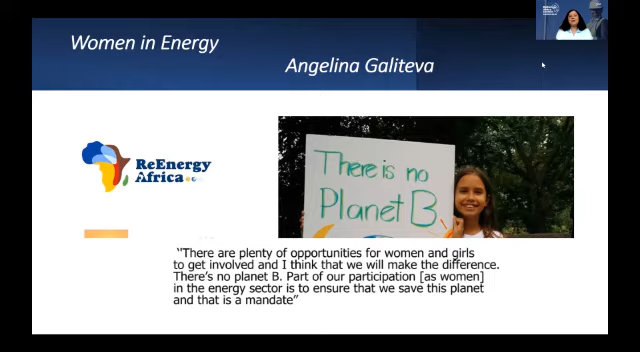 Women in Energy
Angelina Galiteva
ReEnergy
Africa
There is no
Planet B
“There are plenty of opportunities for women and girls
to get involved and I think that we will make the difference.
There's no planet B. Part of our participation [as women]
in the energy sector is to ensure that we save this planet
and that is a mandate”